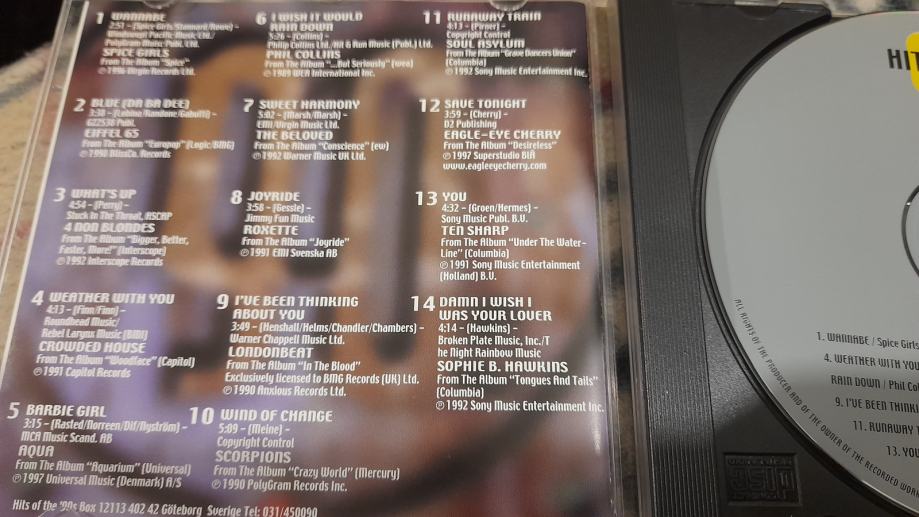 1 WANNABE
2:51 – (Spice Girls/Stannard/Rowe) –
Windswept Pacific Music Ltd./
PolyGram Music Publ. Ltd.
SPICE GIRLS
From The Album "Spice"
℗1996 Virgin Records Ltd.
2 BLUE (DA BA DEE)
3:38 – (Lobina/Randone/Gabutti) –
Publ.
EIFFEL 65
From The Album "Europop" (Logic/BMG)
BlissCo. Records
3 WHAT'S UP
4:54 – (Perry) –
Stuck In The Throat, ASCAP
4 NON BLONDES
From The Album "Bigger, Better,
Faster, More!" (Interscope)
℗1992 Interscope Records
4 WEATHER WITH YOU
4:13 – (Finn/Finn) –
Roundhead Music/
Rebel Larynx Music (BMI)
CROWDED HOUSE
From The Album "Woodface" (Capitol)
℗1991 Capitol Records
5 BARBIE GIRL
3:15 – (Rasted/Norreen/Dif/Nyström) –
MCA Music Scand. AB
AQUA
From The Album "Aquarium" (Universal)
℗1997 Universal Music (Denmark) A/S
6 I WISH IT WOULD
RAIN DOWN
5:26 – (Collins) –
Philip Collins Ltd./Hit & Run Music (Publ.) Ltd.
PHIL COLLINS
From The Album "...But Seriously" (wea)
℗1989 WEA International Inc.
7 SWEET HARMONY
5:02 – (Marsh/Marsh) –
EMI/Virgin Music Ltd.
THE BELOVED
From The Album "Conscience" (ew)
℗1992 Warner Music UK Ltd.
8 JOYRIDE
3:58 – (Gessle) –
Jimmy Fun Music
ROXETTE
From The Album "Joyride"
℗1991 EMI Svenska AB
9 I'VE BEEN THINKING
ABOUT YOU
3:49 – (Henshall/Helms/Chandler/Chambers) –
Warner Chappell Music Ltd.
LONDONBEAT
From The Album "In The Blood"
Exclusively licensed to BMG Records (UK) Ltd.
℗1990 Anxious Records Ltd.
10 WIND OF CHANGE
5:09 – (Meine) –
Copyright Control
SCORPIONS
From The Album "Crazy World" (Mercury)
℗1990 PolyGram Records Inc.
11 RUNAWAY TRAIN
4:13 – (Pirner) –
Copyright Control
SOUL ASYLUM
From The Album "Grave Dancers Union"
(Columbia)
℗1992 Sony Music Entertainment Inc.
12 SAVE TONIGHT
3:59 – (Cherry) –
D2 Publishing
EAGLE–EYE CHERRY
From The Album "Desireless"
℗1997 Superstudio BLÅ
www.eagleeyecherry.com
13 YOU
4:32 – (Groen/Hermes) –
Sony Music Publ. B.V.
TEN SHARP
From The Album "Under The Water-
Line" (Columbia)
℗1991 Sony Music Entertainment
(Holland) B.V.
14 DAMN I WISH I
WAS YOUR LOVER
4:14 – (Hawkins) –
Broken Plate Music, Inc./T
he Night Rainbow Music
SOPHIE B. HAWKINS
From The Album "Tongues And Tails"
(Columbia)
℗1992 Sony Music Entertainment Inc.
Hits of the '90s Box 12113 402 42 Göteborg Sverige Tel: 031/450090
HIT
1. WANNABE / Spice Girls
4. WEATHER WITH YOU
RAIN DOWN / Phil Col
9. I'VE BEEN THINKIN
11. RUNAWAY T
13. YOU
ALL RIGHTS OF THE PRODUCER AND OF THE OWNER OF THE RECORDED WORK